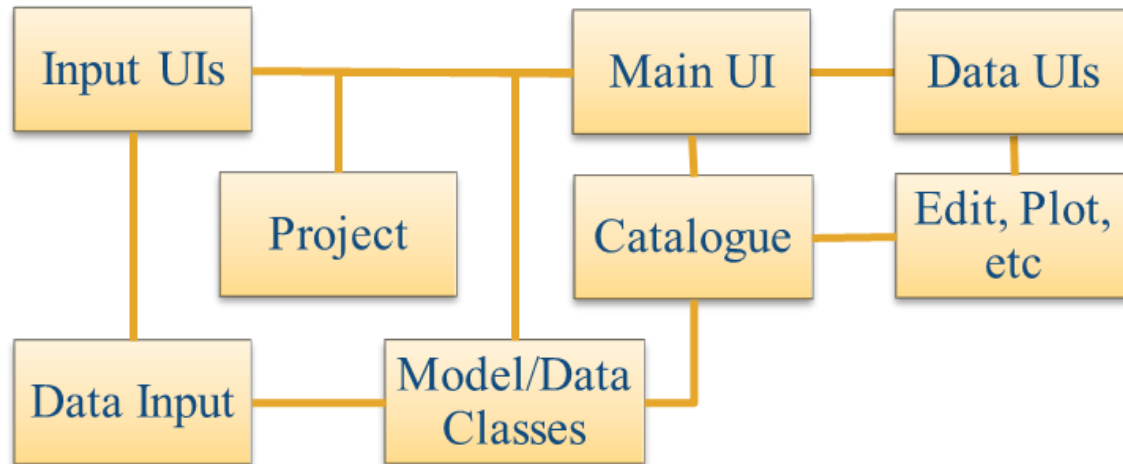 Input UIs
Main UI
Data UIs
Project
Catalogue
Edit, Plot,
etc
Data Input
Model/Data
Classes